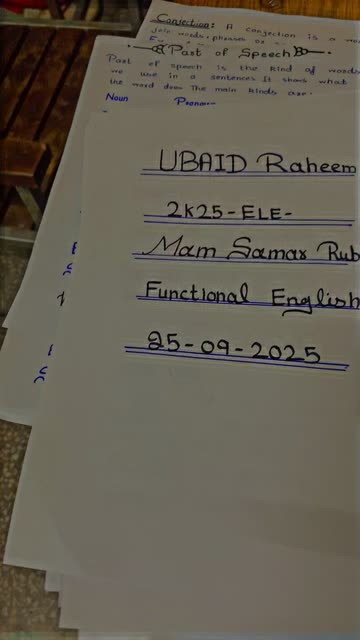 Conjection: A conjection is a
join words, phrases or
Part of Speech
Part of speech is the kind of words
we use in a sentences It shows what
the word does The main kinds are.
Noun
UBAID Raheem
2K25-ELE-
Mam Samar Rub
Functional English
25-09-2025